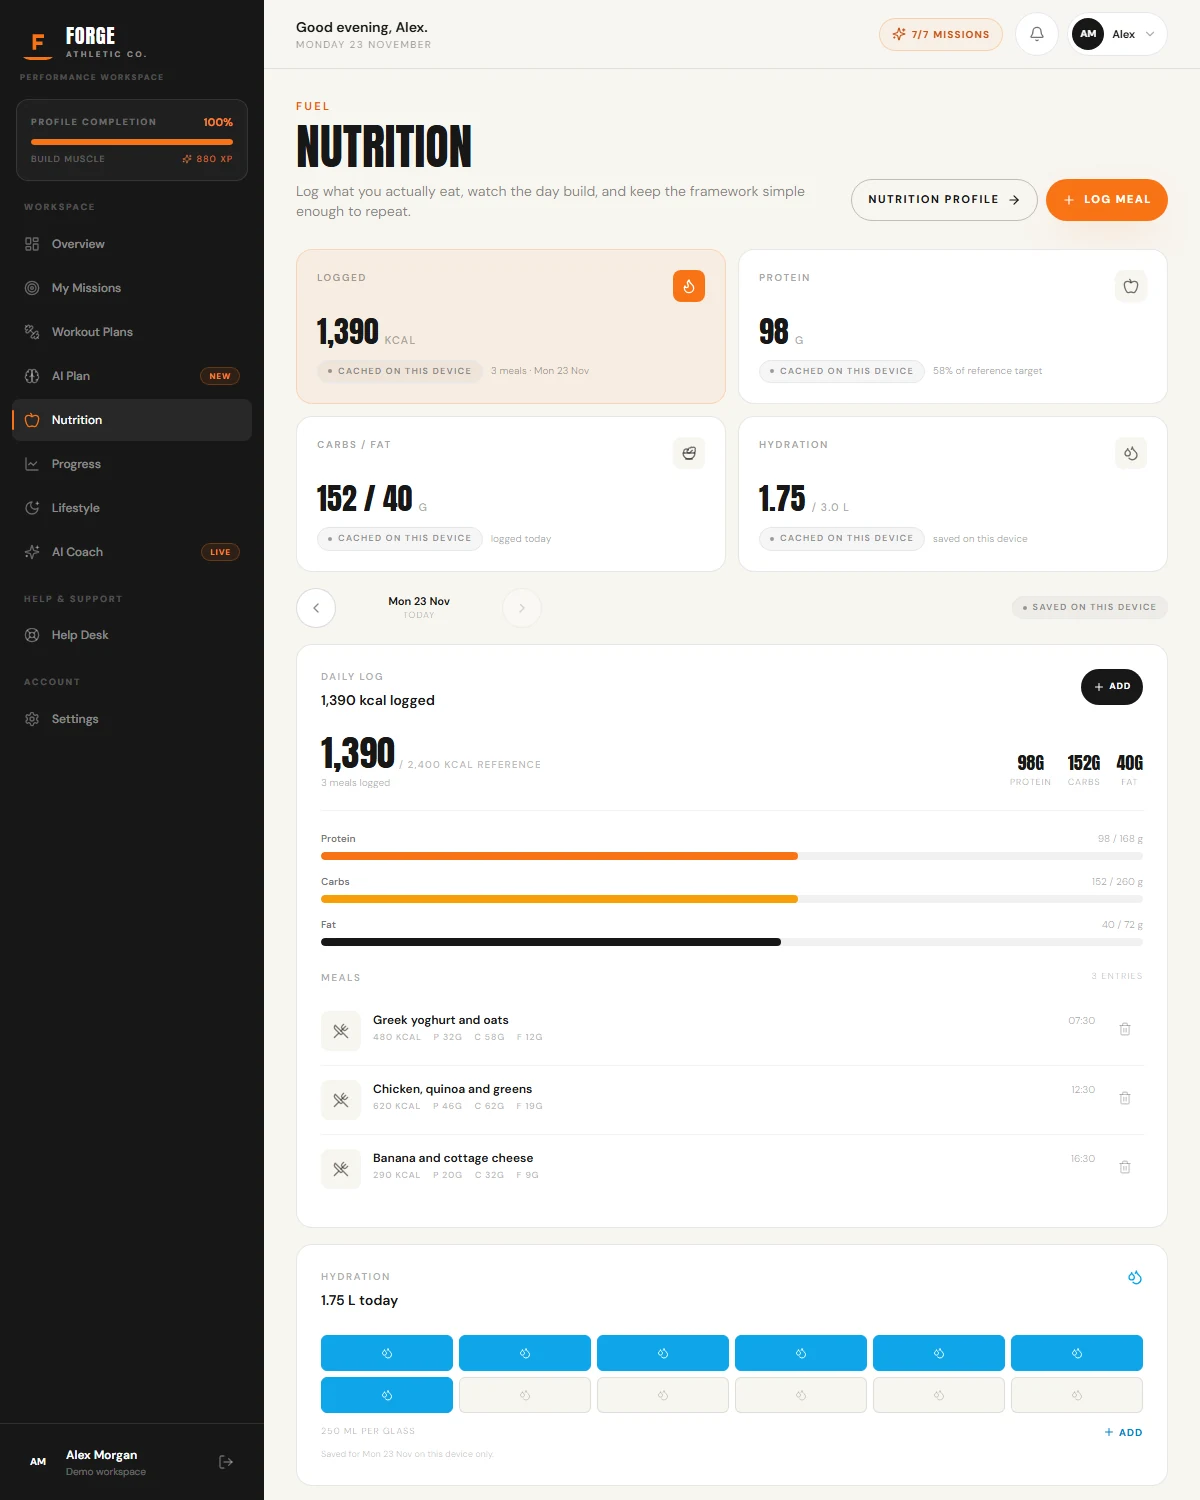 F
FORGE
ATHLETIC CO.
PERFORMANCE WORKSPACE
PROFILE COMPLETION 100%
BUILD MUSCLE 880 XP
WORKSPACE
Overview
My Missions
Workout Plans
AI Plan NEW
Nutrition
Progress
Lifestyle
AI Coach LIVE
HELP & SUPPORT
Help Desk
ACCOUNT
Settings
AM
Alex Morgan
Demo workspace
Good evening, Alex.
MONDAY 23 NOVEMBER
7/7 MISSIONS
AM Alex
FUEL
NUTRITION
Log what you actually eat, watch the day build, and keep the framework simple
enough to repeat.
NUTRITION PROFILE
+ LOG MEAL
LOGGED
1,390 KCAL
CACHED ON THIS DEVICE 3 meals · Mon 23 Nov
PROTEIN
98 G
CACHED ON THIS DEVICE 58% of reference target
CARBS / FAT
152 / 40 G
CACHED ON THIS DEVICE logged today
HYDRATION
1.75 / 3.0 L
CACHED ON THIS DEVICE saved on this device
Mon 23 Nov
TODAY
SAVED ON THIS DEVICE
DAILY LOG
1,390 kcal logged
+ ADD
1,390 / 2,400 KCAL REFERENCE
3 meals logged
98G 152G 40G
PROTEIN CARBS FAT
Protein 98 / 168 g
Carbs 152 / 260 g
Fat 40 / 72 g
MEALS 3 ENTRIES
Greek yoghurt and oats 07:30
480 KCAL P 32G C 58G F 12G
Chicken, quinoa and greens 12:30
620 KCAL P 46G C 62G F 19G
Banana and cottage cheese 16:30
290 KCAL P 20G C 32G F 9G
HYDRATION
1.75 L today
250 ML PER GLASS + ADD
Saved for Mon 23 Nov on this device only.